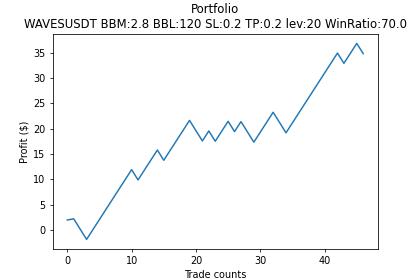 Portfolio
WAVESUSDT BBM:2.8 BBL:120 SL:0.2 TP:0.2 lev:20 WinRatio:70.0
35
30
25
20
15
10
5
0
Profit ($)
0 10 20 30 40
Trade counts